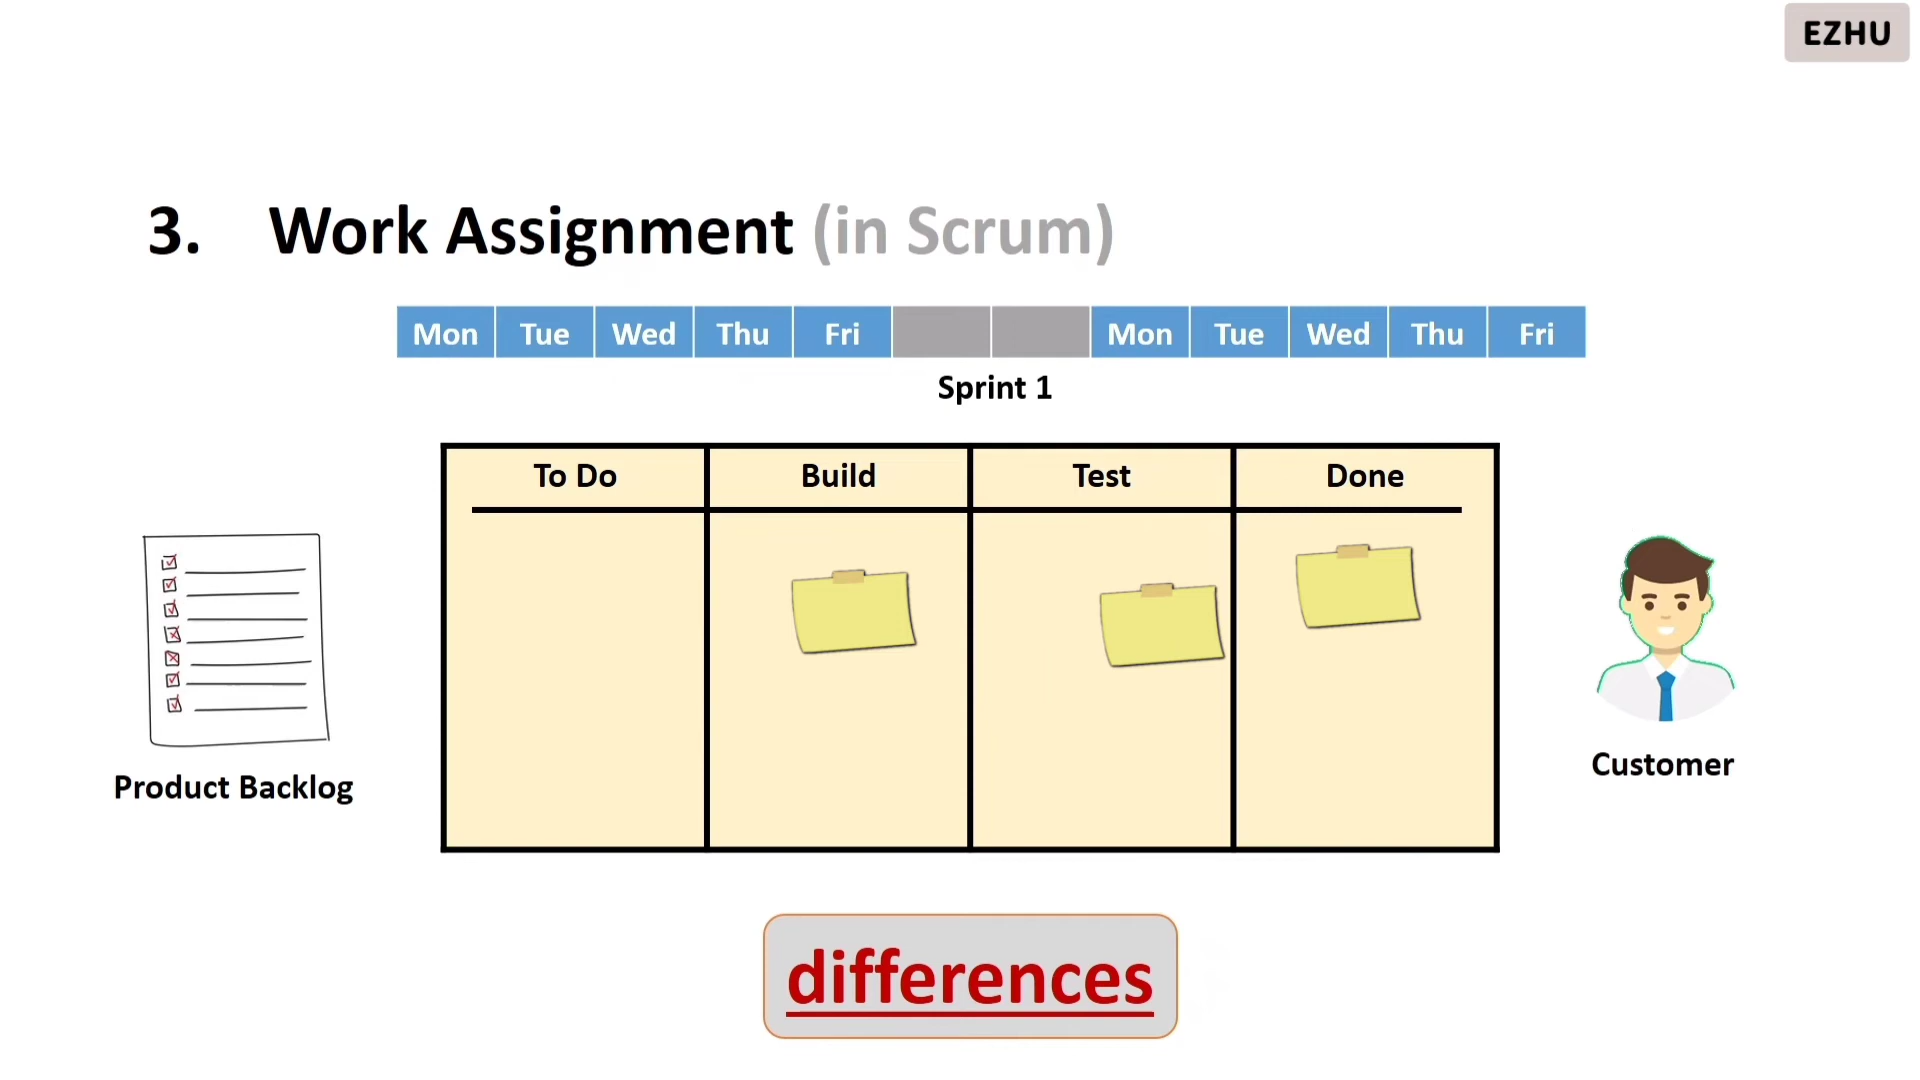 EZHU
3. Work Assignment (in Scrum)
Mon Tue Wed Thu Fri Mon Tue Wed Thu Fri
Sprint 1
To Do Build Test Done
Product Backlog
Customer
differences